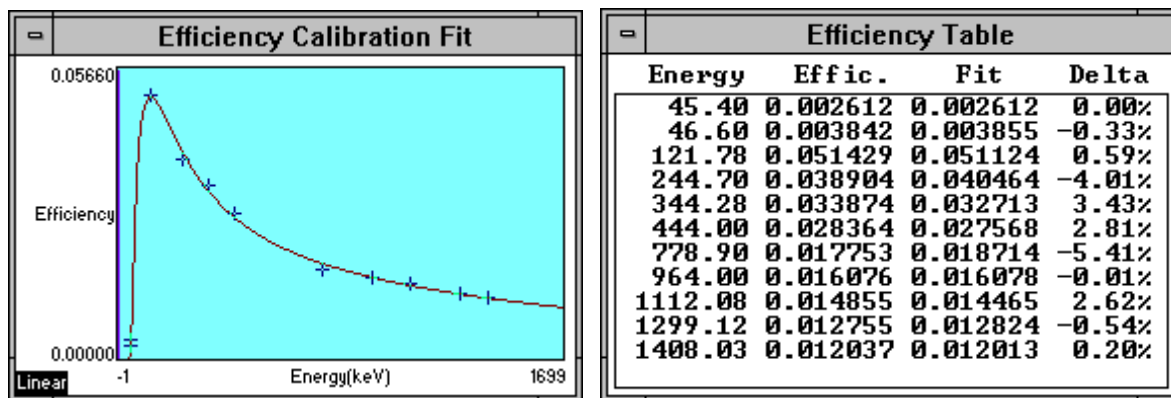 Efficiency Calibration Fit
0.05660
Efficiency
0.00000
Linear
-1 Energy(keV) 1699
Efficiency Table
Energy Effic. Fit Delta
45.40 0.002612 0.002612 0.00%
46.60 0.003842 0.003855 -0.33%
121.78 0.051429 0.051124 0.59%
244.70 0.038904 0.040464 -4.01%
344.28 0.033874 0.032713 3.43%
444.00 0.028364 0.027568 2.81%
778.90 0.017753 0.018714 -5.41%
964.00 0.016076 0.016078 -0.01%
1112.08 0.014855 0.014465 2.62%
1299.12 0.012755 0.012824 -0.54%
1408.03 0.012037 0.012013 0.20%